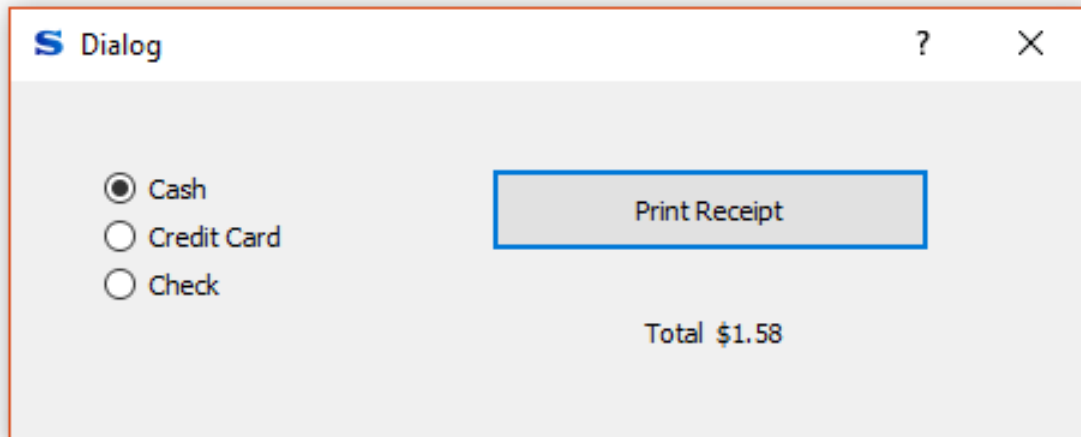 S Dialog ?
Cash
Credit Card
Check
Print Receipt
Total $1.58